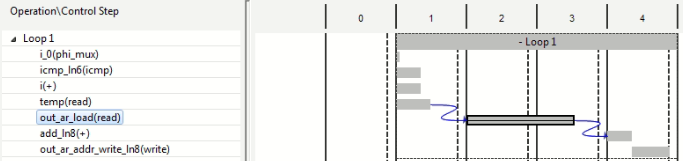 Operation\Control Step
0 1 2 3 4
Loop 1
- Loop 1
i_0(phi_mux)
icmp_ln6(icmp)
i(+)
temp(read)
out_ar_load(read)
add_ln8(+)
out_ar_addr_write_ln8(write)